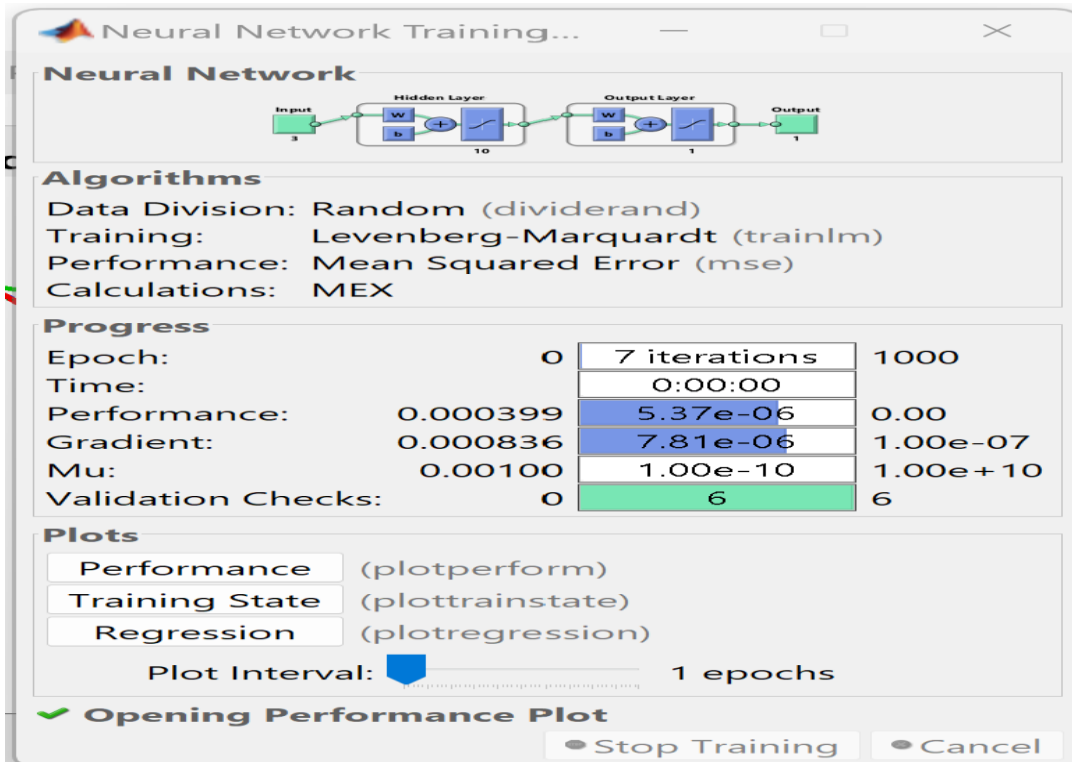 Neural Network Training...
Neural Network
Hidden Layer Output Layer
Input Output
W W
b b
3 10 1 1
Algorithms
Data Division: Random (dividerand)
Training: Levenberg-Marquardt (trainlm)
Performance: Mean Squared Error (mse)
Calculations: MEX
Progress
Epoch: 0 7 iterations 1000
Time: 0:00:00
Performance: 0.000399 5.37e-06 0.00
Gradient: 0.000836 7.81e-06 1.00e-07
Mu: 0.00100 1.00e-10 1.00e+10
Validation Checks: 0 6 6
Plots
Performance (plotperform)
Training State (plottrainstate)
Regression (plotregression)
Plot Interval: 1 epochs
Opening Performance Plot
Stop Training Cancel